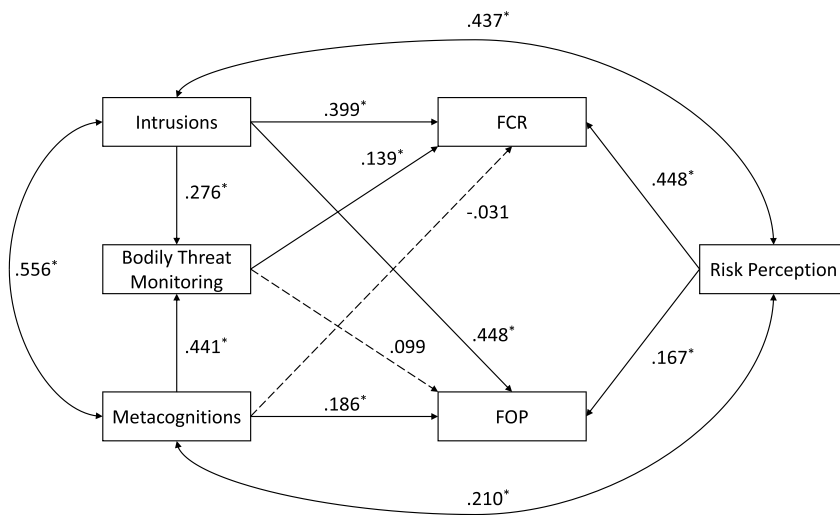 .437*
Intrusions
.399*
FCR
.139*
.448*
.276*
-.031
Bodily Threat
Monitoring
Risk Perception
.556*
.441*
.099
.448*
.167*
Metacognitions
.186*
FOP
.210*